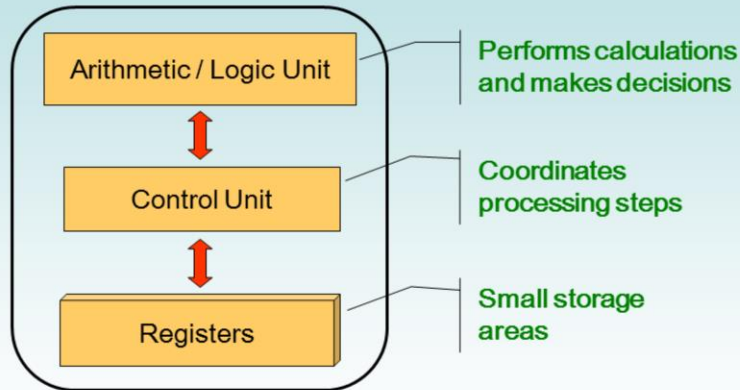 Arithmetic / Logic Unit
Performs calculations
and makes decisions
Control Unit
Coordinates
processing steps
Registers
Small storage
areas